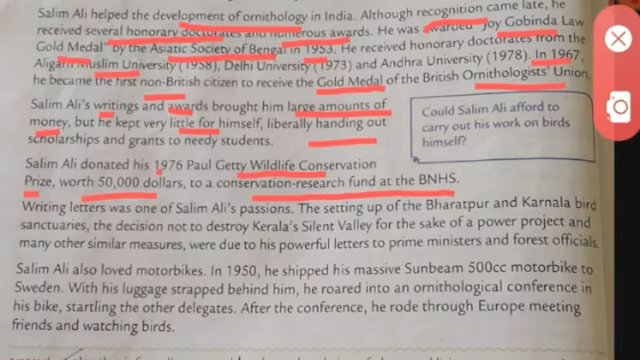 Salim Ali helped the development of ornithology in India. Although recognition came late, he
received several honorary doctorates and numerous awards. He was awarded "Joy Gobinda Law
Gold Medal" by the Asiatic Society of Bengal in 1953. He received honorary doctorates from the
Aligarh Muslim University (1958), Delhi University (1973) and Andhra University (1978). In 1967,
he became the first non-British citizen to receive the Gold Medal of the British Ornithologists' Union.
Salim Ali's writings and awards brought him large amounts of
money, but he kept very little for himself, liberally handing out
scholarships and grants to needy students.
Could Salim Ali afford to
carry out his work on birds
himself?
Salim Ali donated his 1976 Paul Getty Wildlife Conservation
Prize, worth 50,000 dollars, to a conservation-research fund at the BNHS.
Writing letters was one of Salim Ali's passions. The setting up of the Bharatpur and Karnala bird
sanctuaries, the decision not to destroy Kerala's Silent Valley for the sake of a power project and
many other similar measures, were due to his powerful letters to prime ministers and forest officials.
Salim Ali also loved motorbikes. In 1950, he shipped his massive Sunbeam 500cc motorbike to
Sweden. With his luggage strapped behind him, he roared into an ornithological conference in
his bike, startling the other delegates. After the conference, he rode through Europe meeting
friends and watching birds.